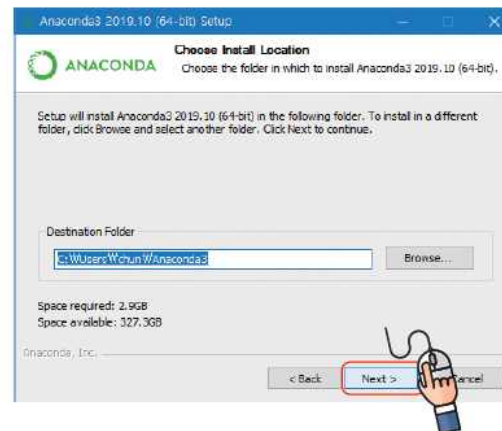 Anaconda3 2019.10 (64-bit) Setup
ANACONDA
Choose Install Location
Choose the folder in which to install Anaconda3 2019.10 (64-bit).
Setup will install Anaconda3 2019.10 (64-bit) in the following folder. To install in a different
folder, click Browse and select another folder. Click Next to continue.
Destination Folder
C:₩Users₩chun₩Anaconda3
Browse...
Space required: 2.9GB
Space available: 327.3GB
Anaconda, Inc.
< Back
Next >
Cancel